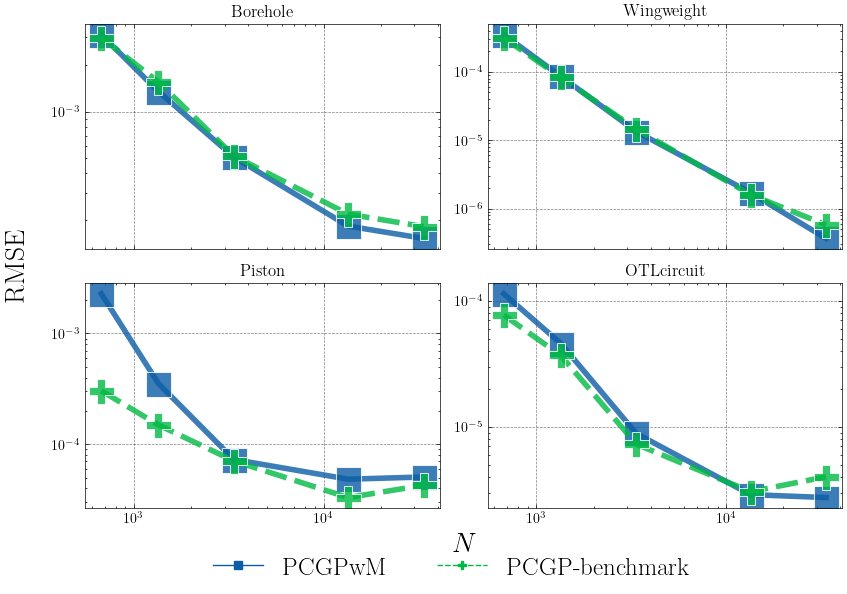 Borehole
Wingweight
10⁻³
10⁻⁴
10⁻⁵
10⁻⁶
RMSE
Piston
OTLcircuit
10⁻³
10⁻⁴
10⁻⁴
10⁻⁵
10³ 10⁴
10³ 10⁴
N
PCGPwM PCGP-benchmark